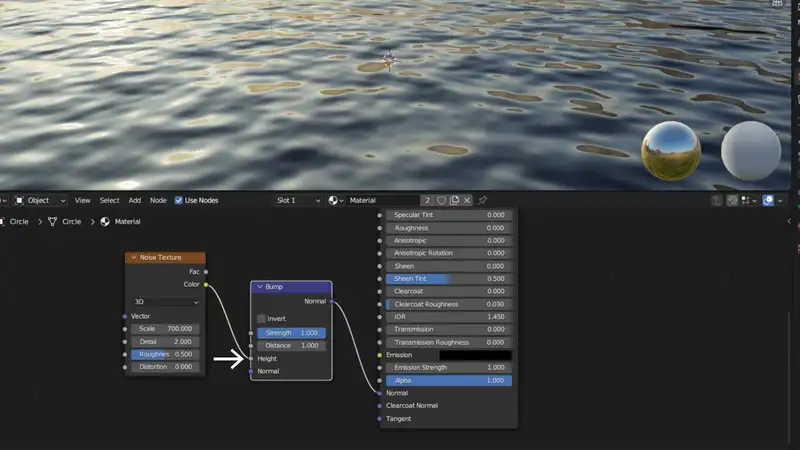 Object
View
Select
Add
Node
Use Nodes
Slot 1
Material
2
Circle
Circle
Material
Noise Texture
Fac
Color
3D
Vector
Scale 700.000
Detail 2.000
Roughness 0.500
Distortion 0.000
Bump
Normal
Invert
Strength 1.000
Distance 1.000
Height
Normal
Specular Tint 0.000
Roughness 0.000
Anisotropic 0.000
Anisotropic Rotation 0.000
Sheen 0.000
Sheen Tint 0.500
Clearcoat 0.000
Clearcoat Roughness 0.030
IOR 1.450
Transmission 0.000
Transmission Roughness 0.000
Emission
Emission Strength 1.000
Alpha 1.000
Normal
Clearcoat Normal
Tangent